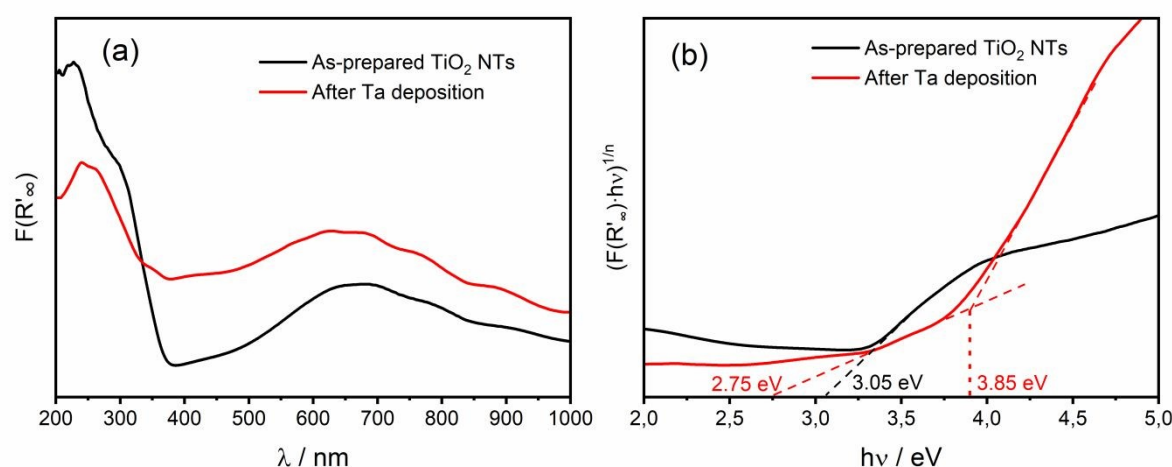 (a)
As-prepared TiO₂ NTs
After Ta deposition
F(R'∞)
200 300 400 500 600 700 800 900 1000
λ / nm
(b)
As-prepared TiO₂ NTs
After Ta deposition
(F(R'∞)·hν)^1/n
2.75 eV
3.05 eV
3.85 eV
2,0 2,5 3,0 3,5 4,0 4,5 5,0
hν / eV